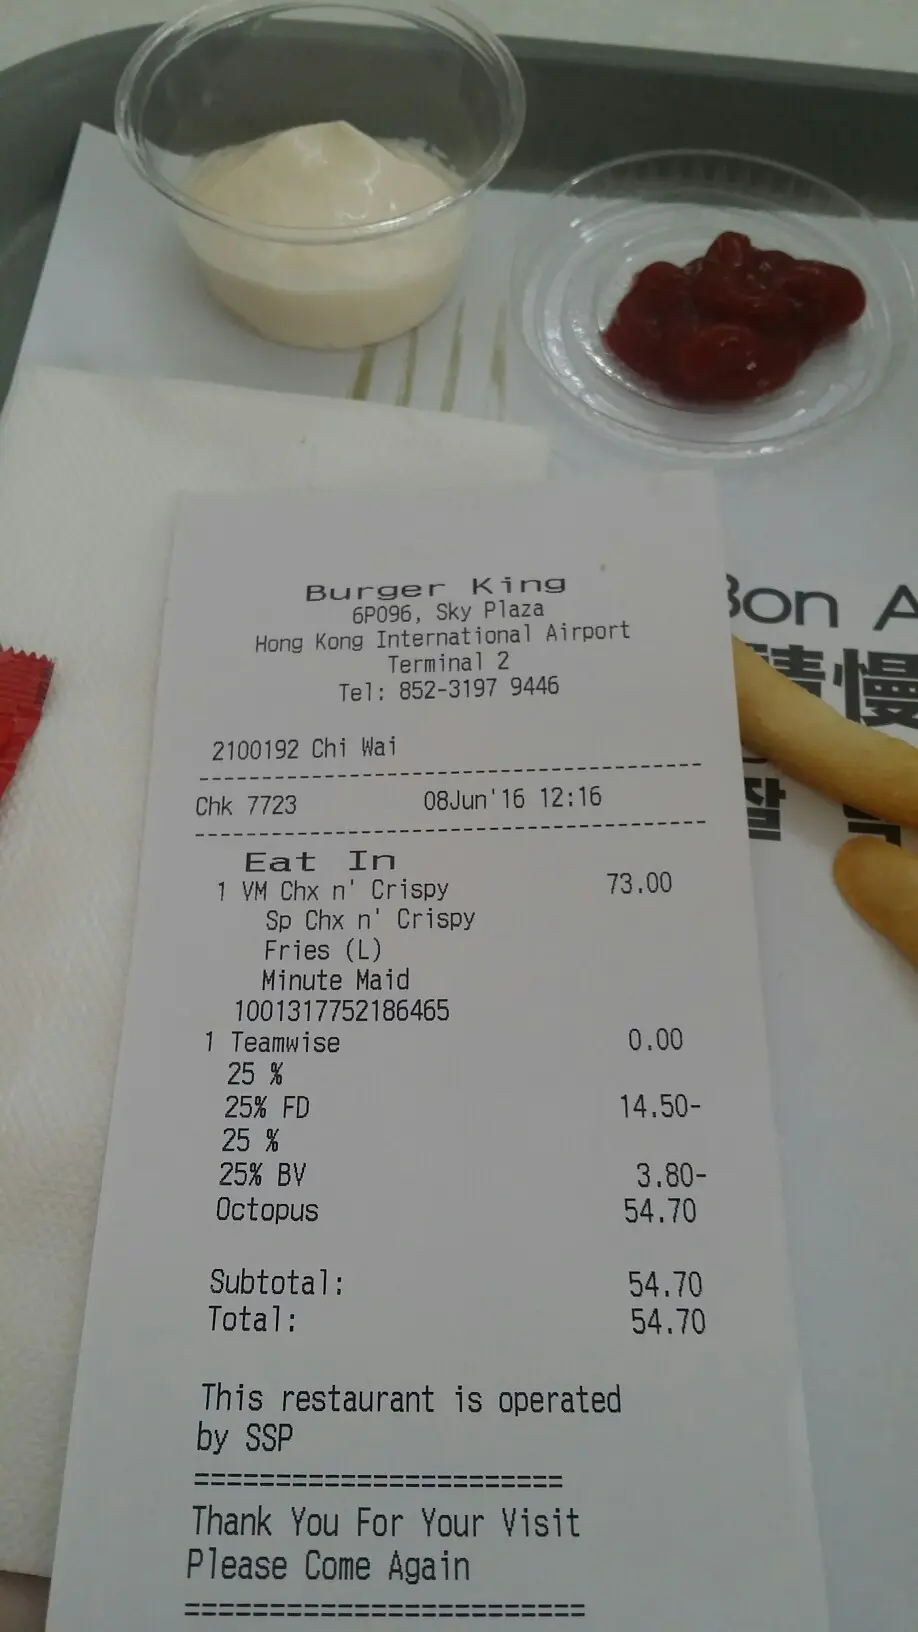 Burger King
6P096, Sky Plaza
Hong Kong International Airport
Terminal 2
Tel: 852-3197 9446
2100192 Chi Wai
Chk 7723 08Jun'16 12:16
Eat In
1 VM Chx n' Crispy 73.00
Sp Chx n' Crispy
Fries (L)
Minute Maid
1001317752186465
1 Teamwise 0.00
25 %
25% FD 14.50-
25 %
25% BV 3.80-
Octopus 54.70
Subtotal: 54.70
Total: 54.70
This restaurant is operated
by SSP
========================
Thank You For Your Visit
Please Come Again
========================
Bon A
請慢